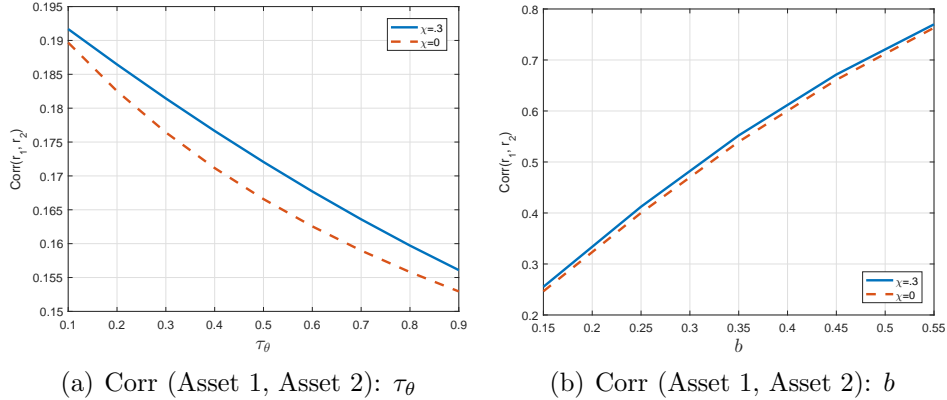 0.195
0.19
0.185
0.18
0.175
0.17
0.165
0.16
0.155
0.15
Corr(r1, r2)
χ=.3
χ=0
0.1 0.2 0.3 0.4 0.5 0.6 0.7 0.8 0.9
τθ
(a) Corr (Asset 1, Asset 2): τθ
0.8
0.7
0.6
0.5
0.4
0.3
0.2
Corr(r1, r2)
χ=.3
χ=0
0.15 0.2 0.25 0.3 0.35 0.4 0.45 0.5 0.55
b
(b) Corr (Asset 1, Asset 2): b